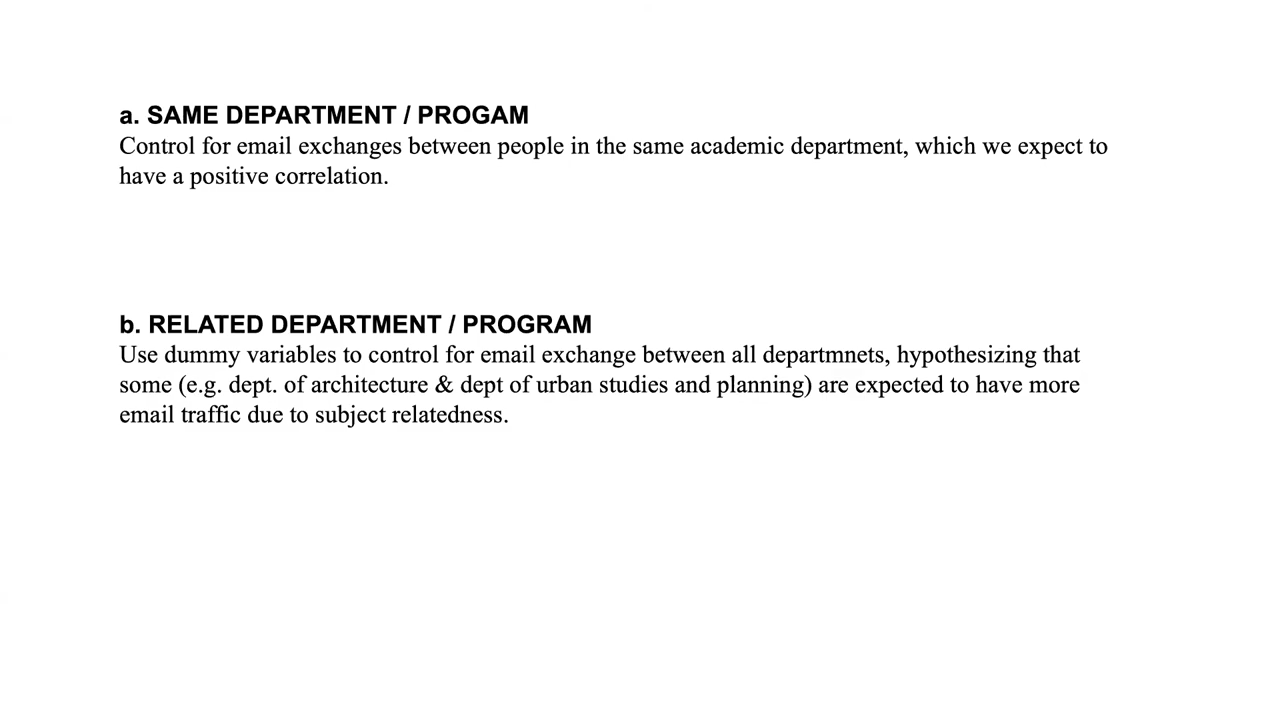 a. SAME DEPARTMENT / PROGAM
Control for email exchanges between people in the same academic department, which we expect to
have a positive correlation.
b. RELATED DEPARTMENT / PROGRAM
Use dummy variables to control for email exchange between all departmnets, hypothesizing that
some (e.g. dept. of architecture & dept of urban studies and planning) are expected to have more
email traffic due to subject relatedness.